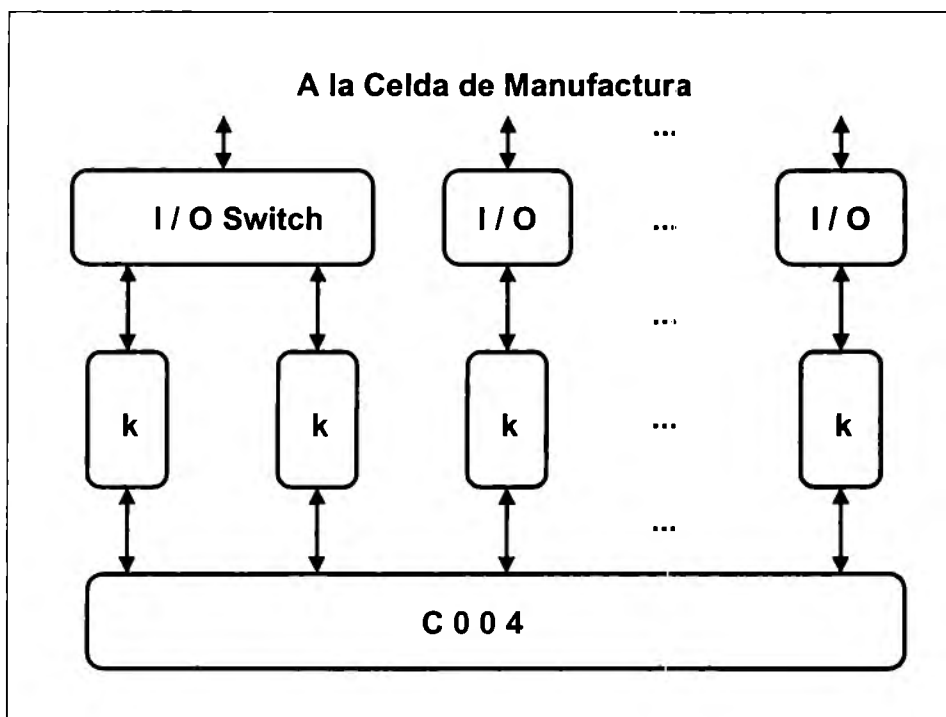 A la Celda de Manufactura
...
I / O Switch I / O ... I / O
...
k k k ... k
...
C 0 0 4